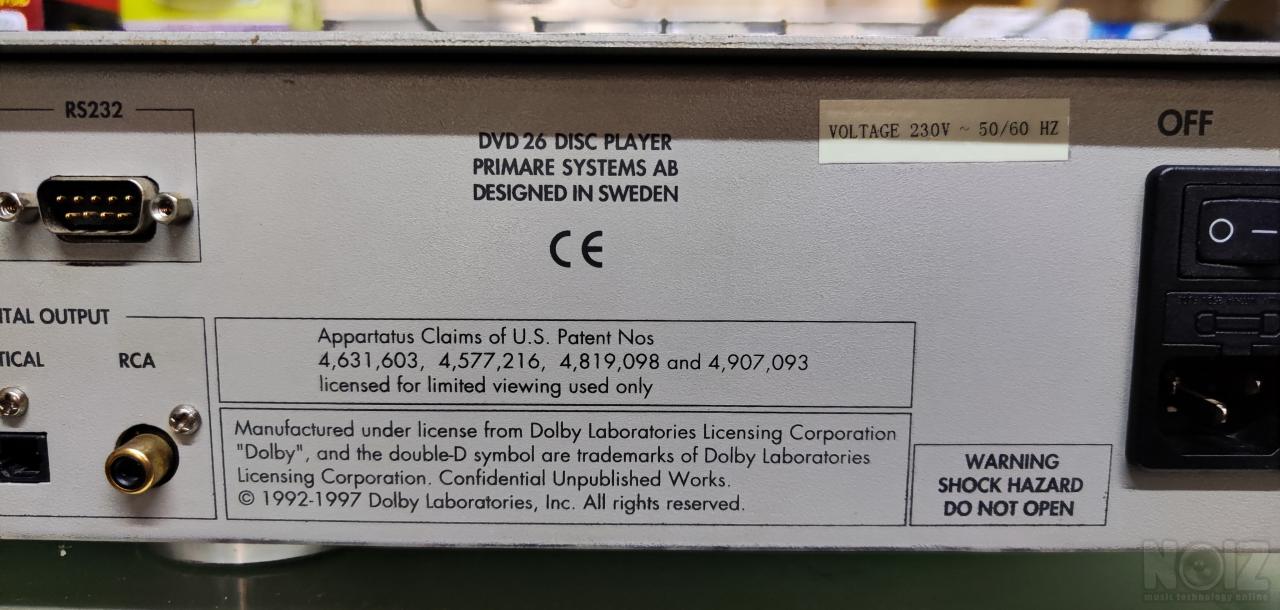 RS232
DVD 26 DISC PLAYER
PRIMARE SYSTEMS AB
DESIGNED IN SWEDEN
CE
VOLTAGE 230V ~ 50/60 HZ
OFF
ITAL OUTPUT
TICAL
RCA
Appartatus Claims of U.S. Patent Nos
4,631,603, 4,577,216, 4,819,098 and 4,907,093
licensed for limited viewing used only
Manufactured under license from Dolby Laboratories Licensing Corporation
"Dolby", and the double-D symbol are trademarks of Dolby Laboratories
Licensing Corporation. Confidential Unpublished Works.
© 1992-1997 Dolby Laboratories, Inc. All rights reserved.
WARNING
SHOCK HAZARD
DO NOT OPEN
NOIZ
music technology online